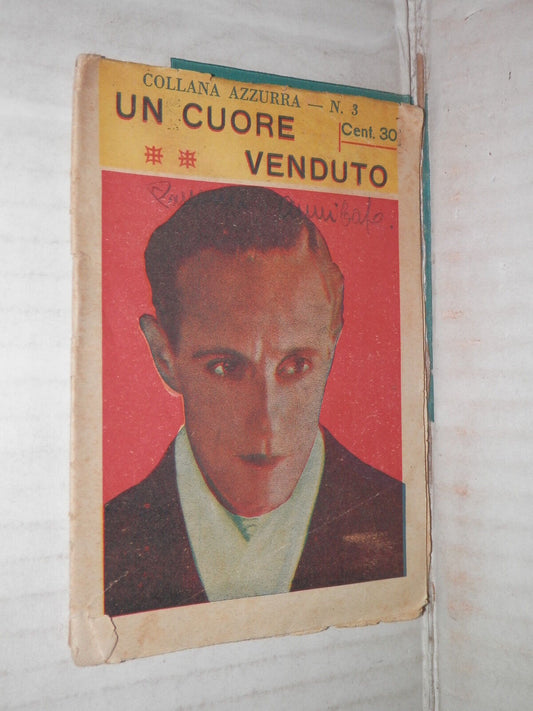 COLLANA AZZURRA — N. 3
UN CUORE
Cent. 30
VENDUTO